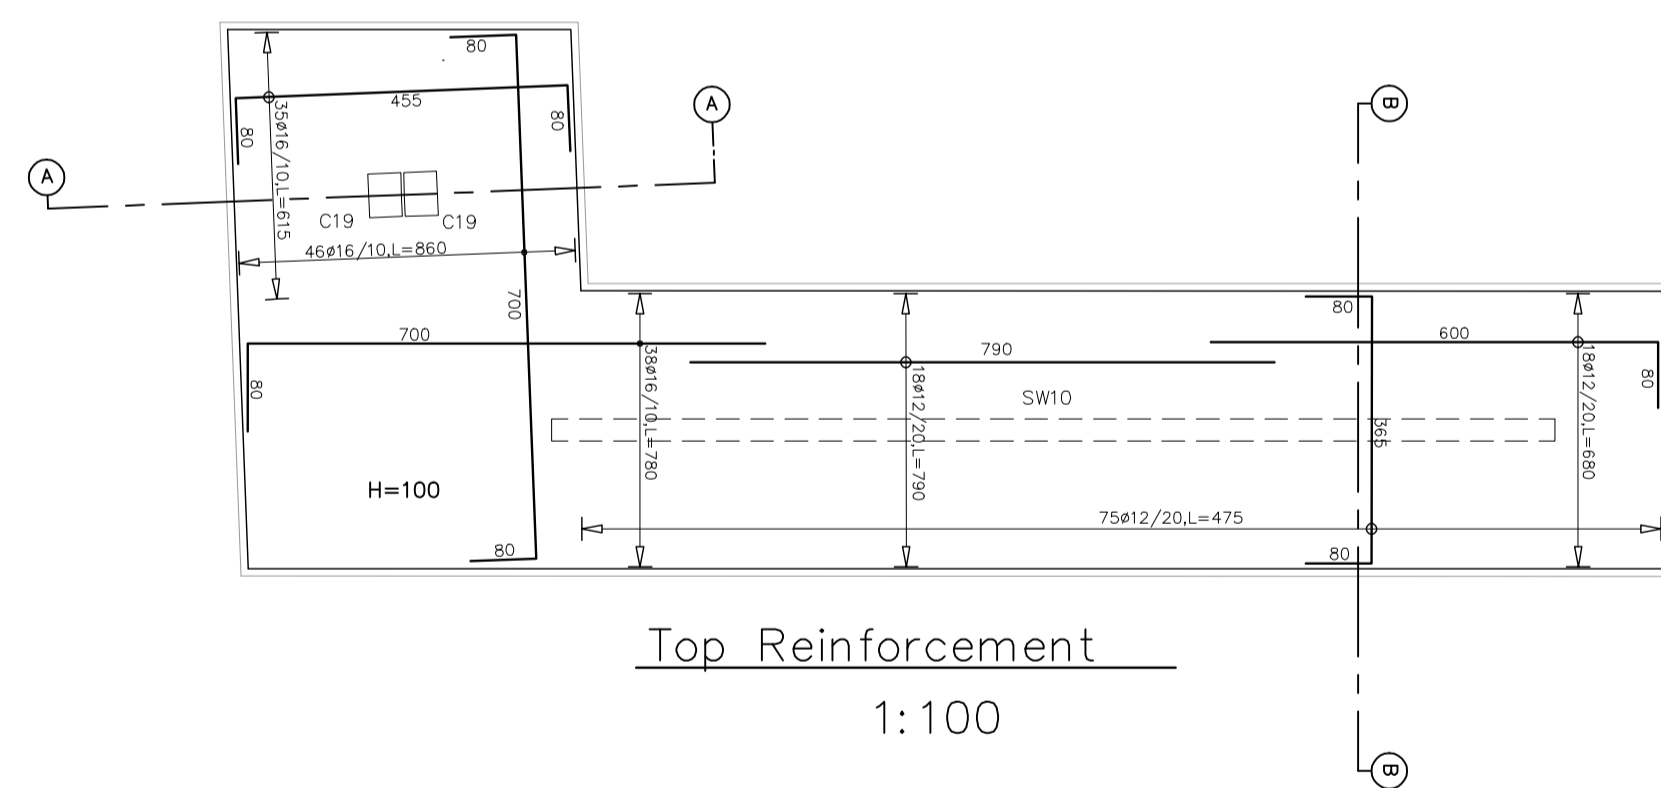 80
455
A
B
80
80
35ø16/10,L=615
A
C19
C19
46ø16/10,L=860
700
80
700
790
600
80
38ø16/10,L=780
18ø12/20,L=790
18ø12/20,L=680
80
SW10
365
H=100
75ø12/20,L=475
80
80
Top Reinforcement
1:100
B